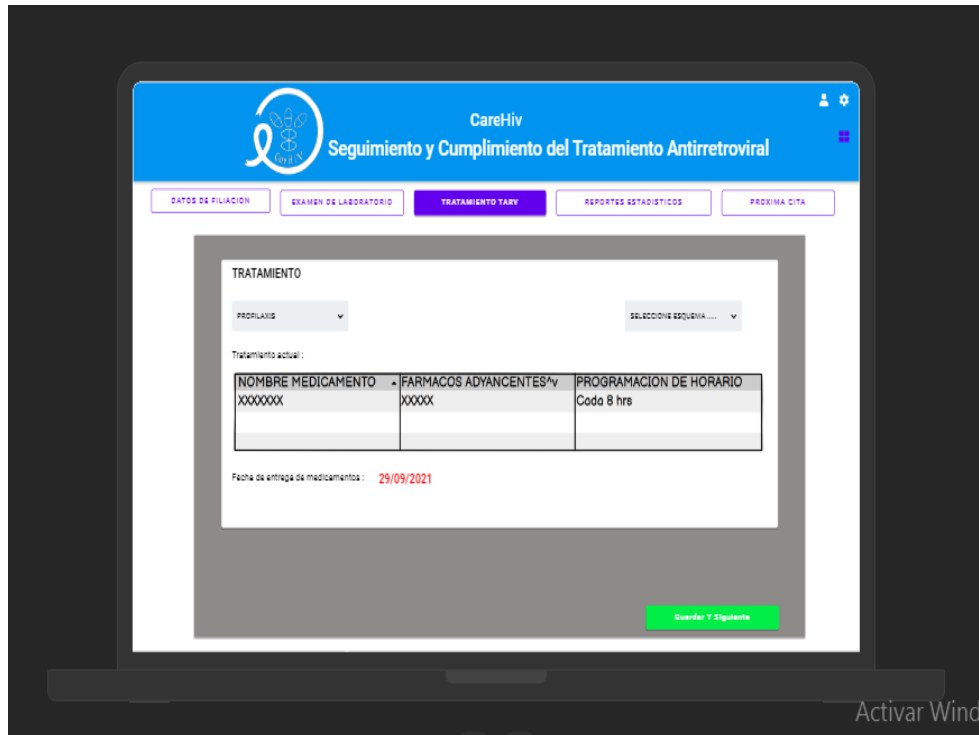 CareHiv
Seguimiento y Cumplimiento del Tratamiento Antirretroviral
CareHiV
DATOS DE FILIACION
EXAMEN DE LABORATORIO
TRATAMIENTO TARV
REPORTES ESTADISTICOS
PROXIMA CITA
TRATAMIENTO
PROFILAXIS
SELECCIONE ESQUEMA .....
Tratamiento actual :
NOMBRE MEDICAMENTO FARMACOS ADYANCENTES^v PROGRAMACION DE HORARIO
XXXXXXX XXXXX Cada 8 hrs
Fecha de entrega de medicamentos : 29/09/2021
Guardar Y Siguiente
Activar Wind